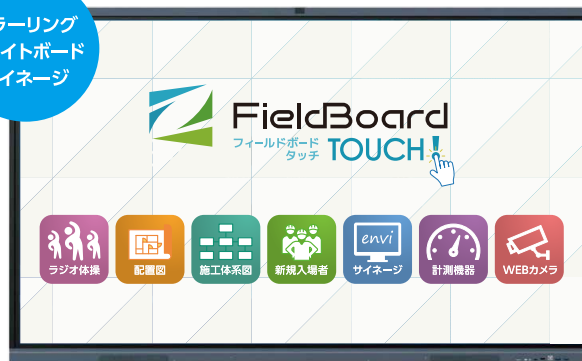 ラーリング
イトボード
イネージ
FieldBoard
フィールドボード
タッチ
TOUCH!
ラジオ体操
配置図
施工体系図
新規入場者
envi
サイネージ
計測機器
WEBカメラ